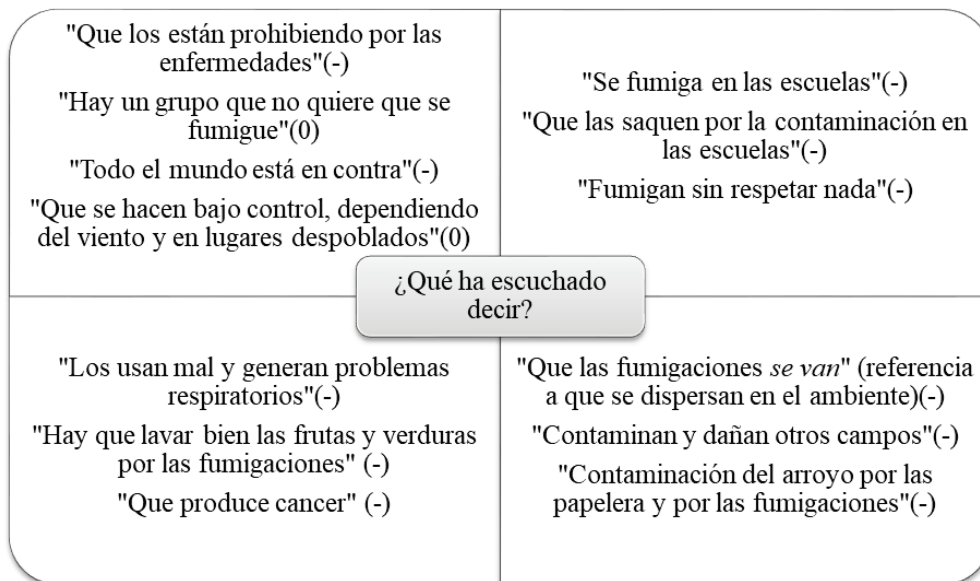 "Que los están prohibiendo por las
enfermedades"(-)
"Hay un grupo que no quiere que se
fumigue"(0)
"Todo el mundo está en contra"(-)
"Que se hacen bajo control, dependiendo
del viento y en lugares despoblados"(0)
"Se fumiga en las escuelas"(-)
"Que las saquen por la contaminación en
las escuelas"(-)
"Fumigan sin respetar nada"(-)
¿Qué ha escuchado
decir?
"Los usan mal y generan problemas
respiratorios"(-)
"Hay que lavar bien las frutas y verduras
por las fumigaciones" (-)
"Que produce cancer" (-)
"Que las fumigaciones se van" (referencia
a que se dispersan en el ambiente)(-)
"Contaminan y dañan otros campos"(-)
"Contaminación del arroyo por las
papelera y por las fumigaciones"(-)